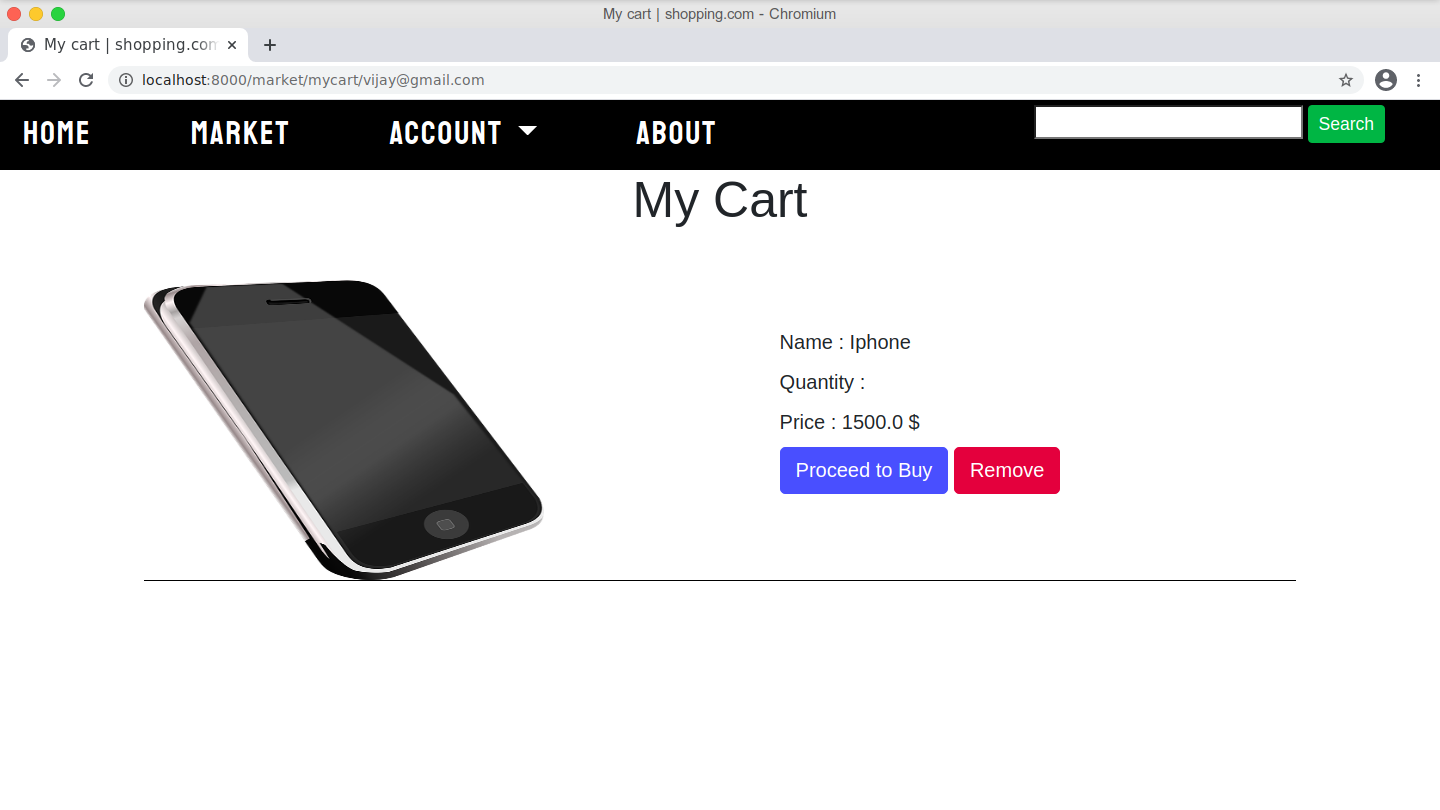 My cart | shopping.com - Chromium
My cart | shopping.com
localhost:8000/market/mycart/vijay@gmail.com
HOME MARKET ACCOUNT ABOUT Search
My Cart
Name : Iphone
Quantity :
Price : 1500.0 $
Proceed to Buy Remove